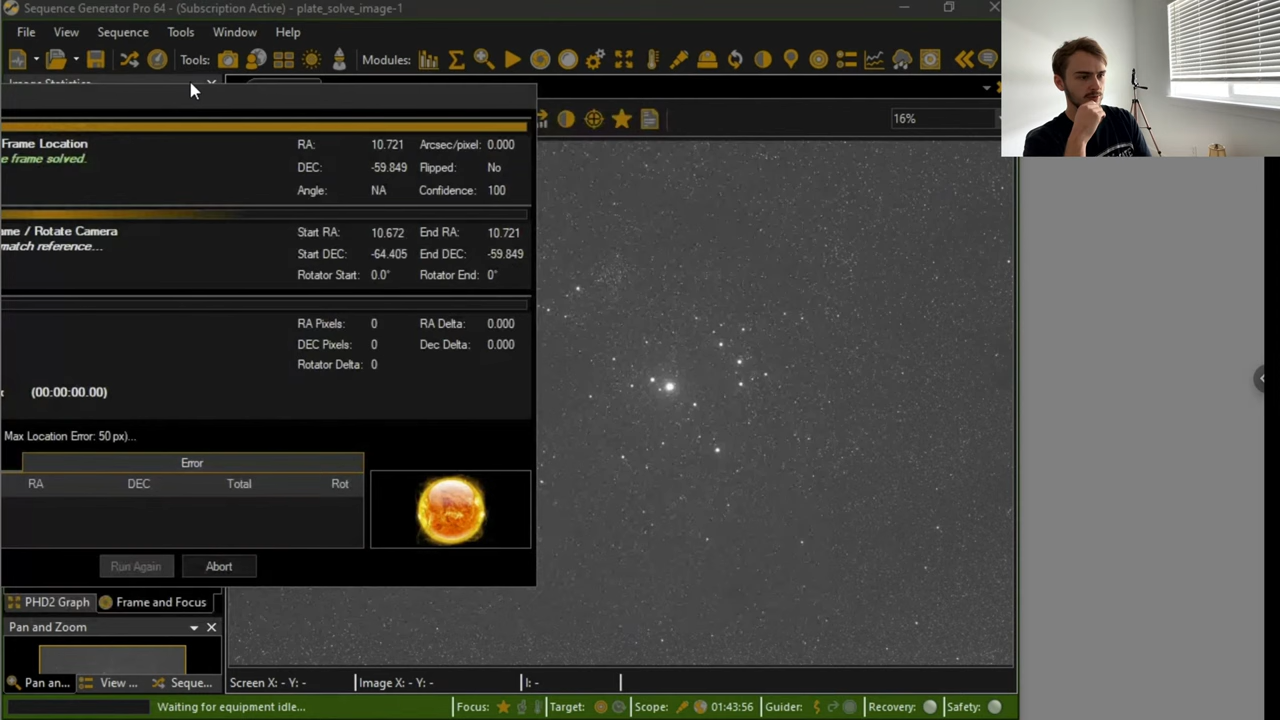 Sequence Generator Pro 64 - (Subscription Active) - plate_solve_image-1
File View Sequence Tools Window Help
Tools: Modules:
16%
Frame Location
e frame solved.
RA: 10.721 Arcsec/pixel: 0.000
DEC: -59.849 Flipped: No
Angle: NA Confidence: 100
me / Rotate Camera
match reference...
Start RA: 10.672 End RA: 10.721
Start DEC: -64.405 End DEC: -59.849
Rotator Start: 0.0° Rotator End: 0°
RA Pixels: 0 RA Delta: 0.000
DEC Pixels: 0 Dec Delta: 0.000
Rotator Delta: 0
(00:00:00.00)
Max Location Error: 50 px)...
Error
RA DEC Total Rot
Run Again Abort
PHD2 Graph Frame and Focus
Pan and Zoom
Pan an... View ... Seque...
Screen X: - Y: - Image X: - Y: - I: -
Waiting for equipment idle... Focus: Target: Scope: 01:43:56 Guider: Recovery: Safety: